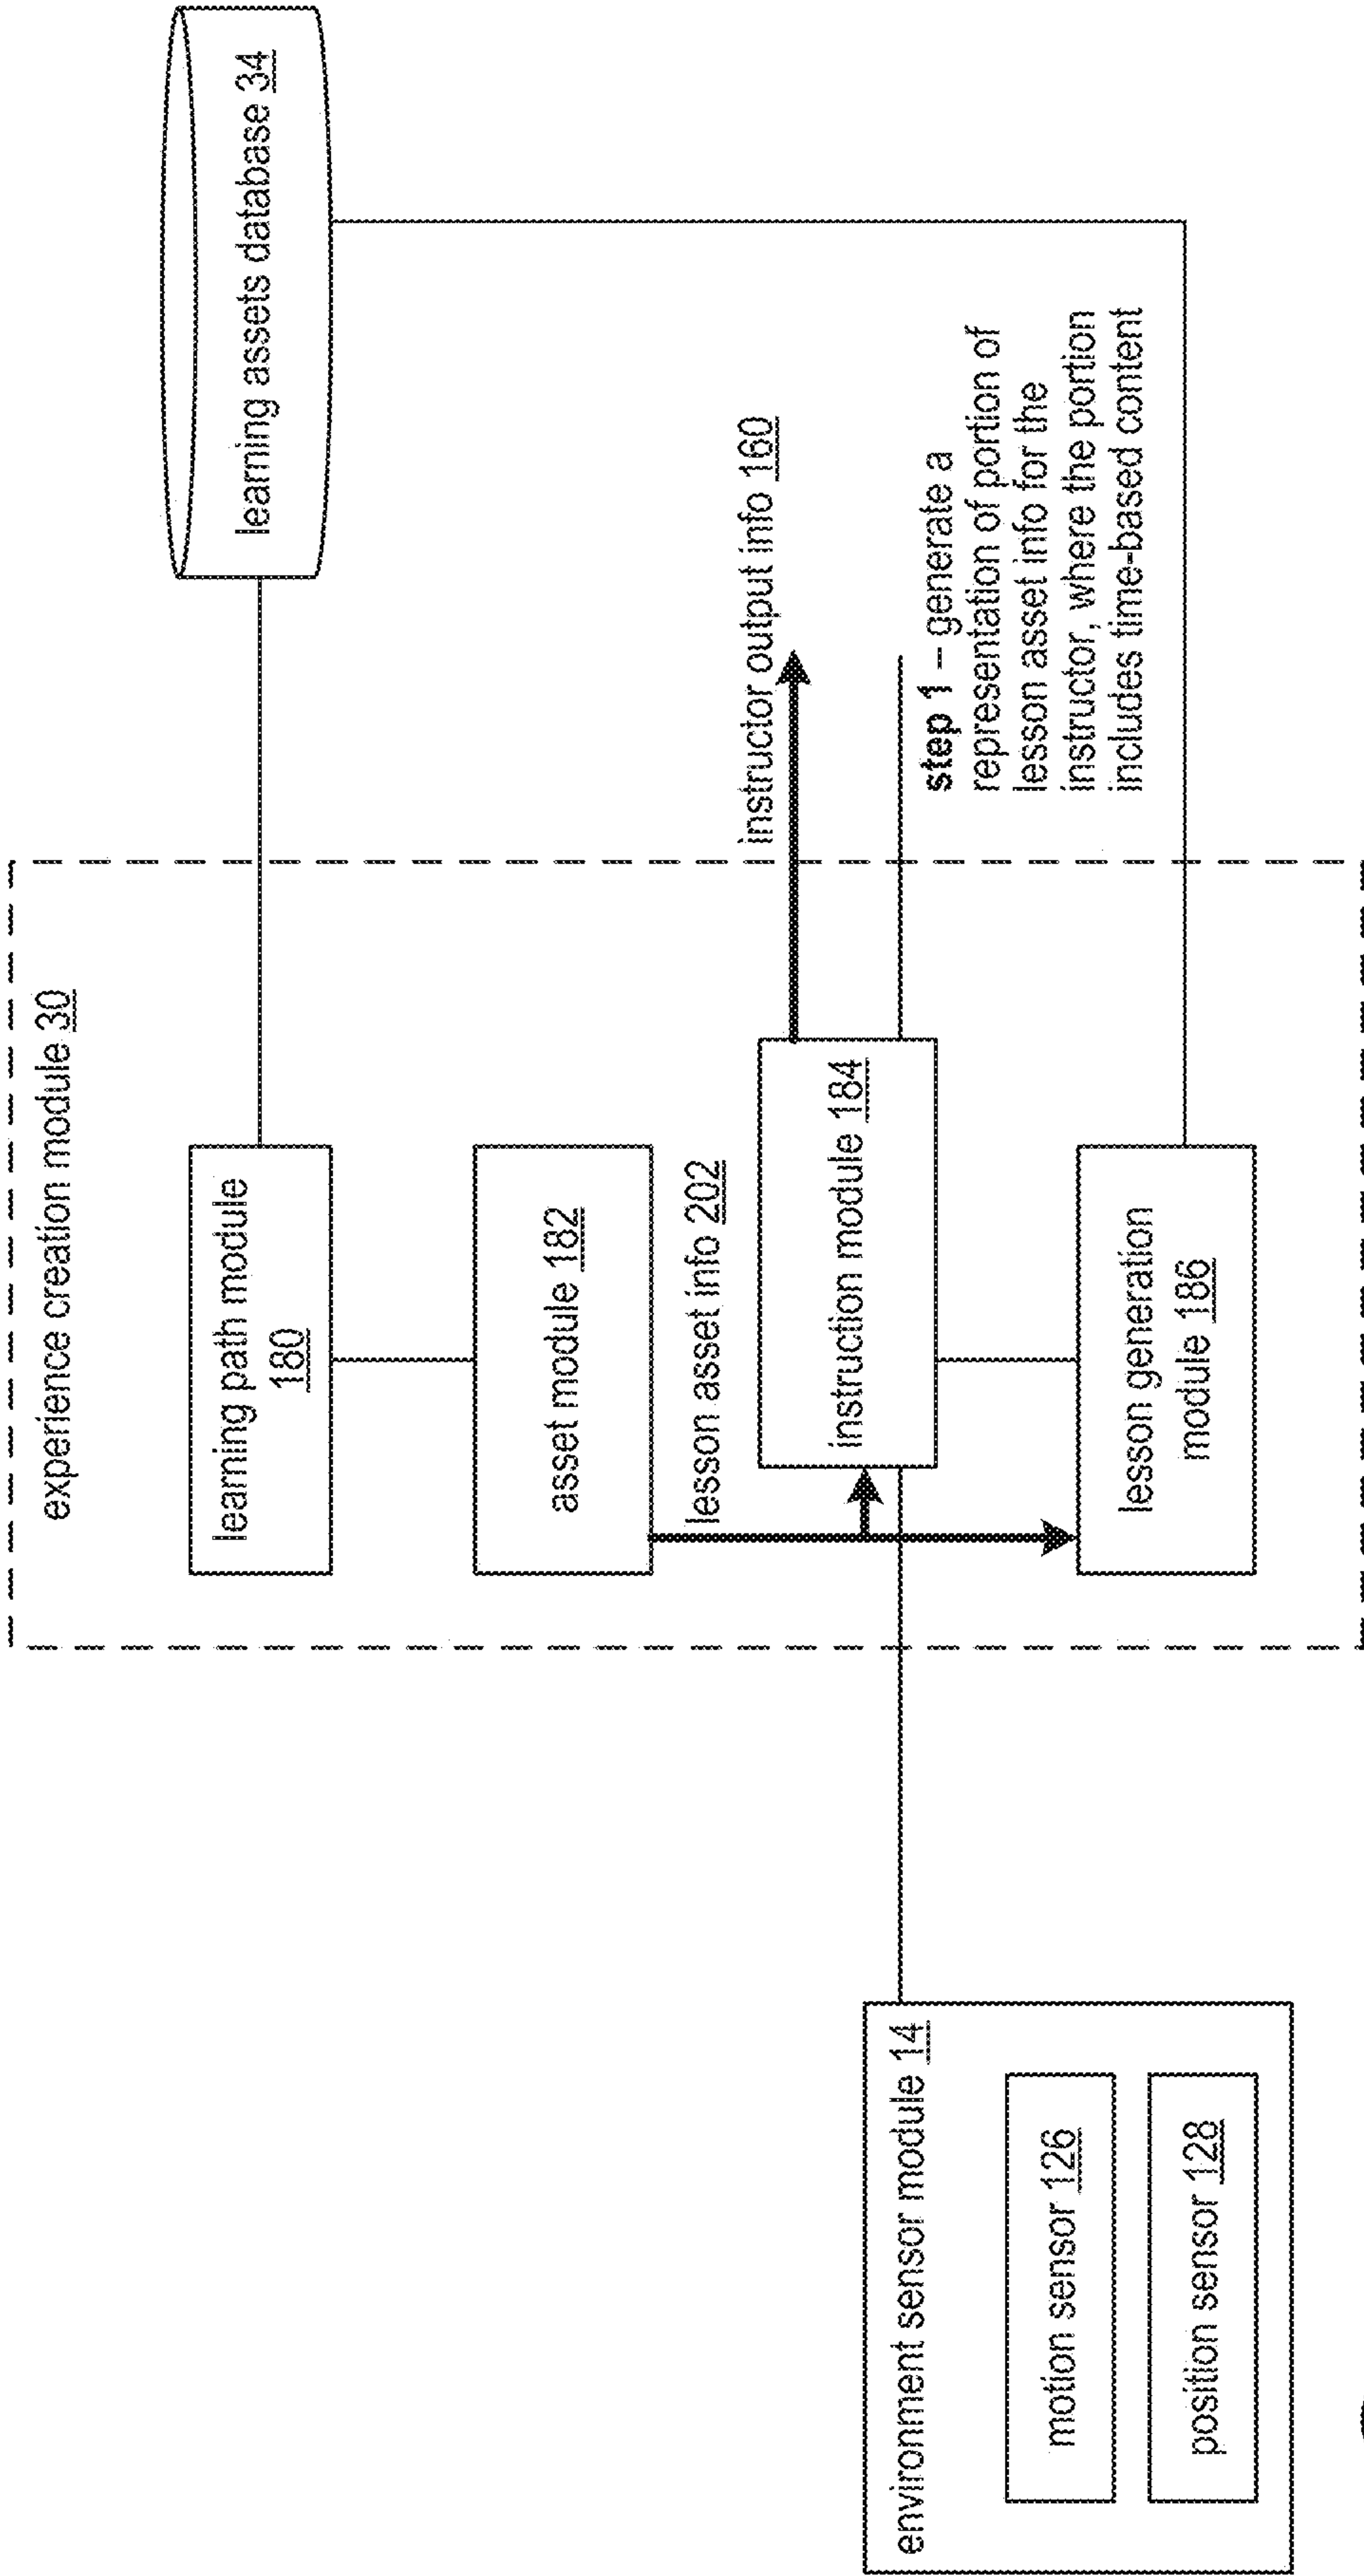 experience creation module 30
learning assets database 34
learning path module
180
asset module 182
lesson asset info 202
instructor output info 160
instruction module 184
step 1 – generate a
representation of portion of
lesson asset info for the
instructor, where the portion
includes time-based content
lesson generation
module 186
environment sensor module 14
motion sensor 126
position sensor 128